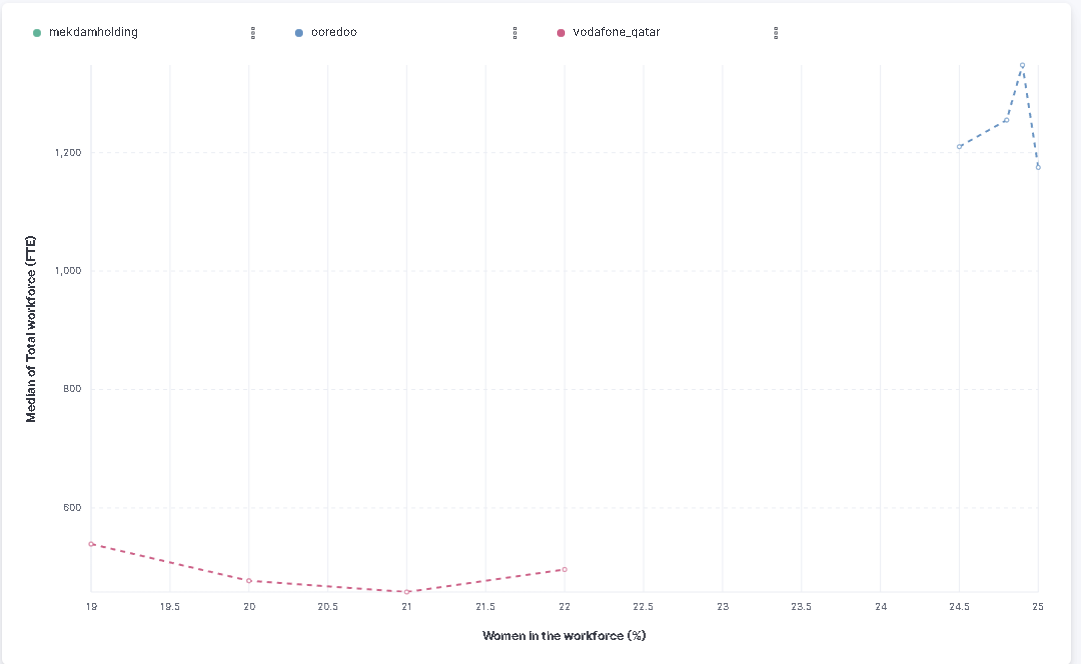 mekdamholding
ooredoo
vodafone_qatar
Median of Total workforce (FTE)
1,200
1,000
800
600
19 19.5 20 20.5 21 21.5 22 22.5 23 23.5 24 24.5 25
Women in the workforce (%)